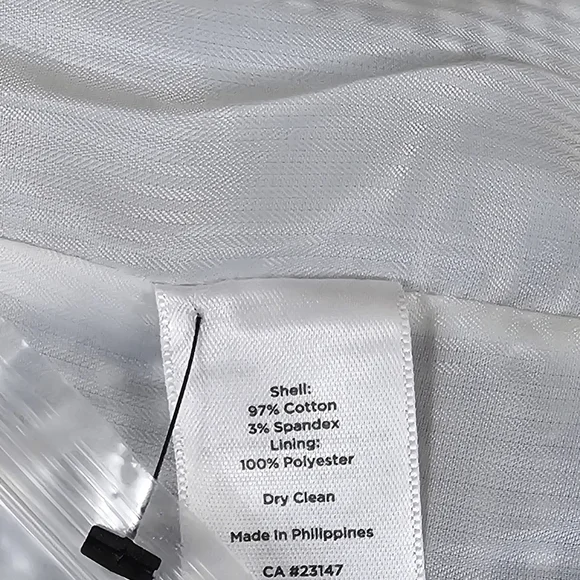 Shell:
97% Cotton
3% Spandex
Lining:
100% Polyester
Dry Clean
Made in Philippines
CA #23147